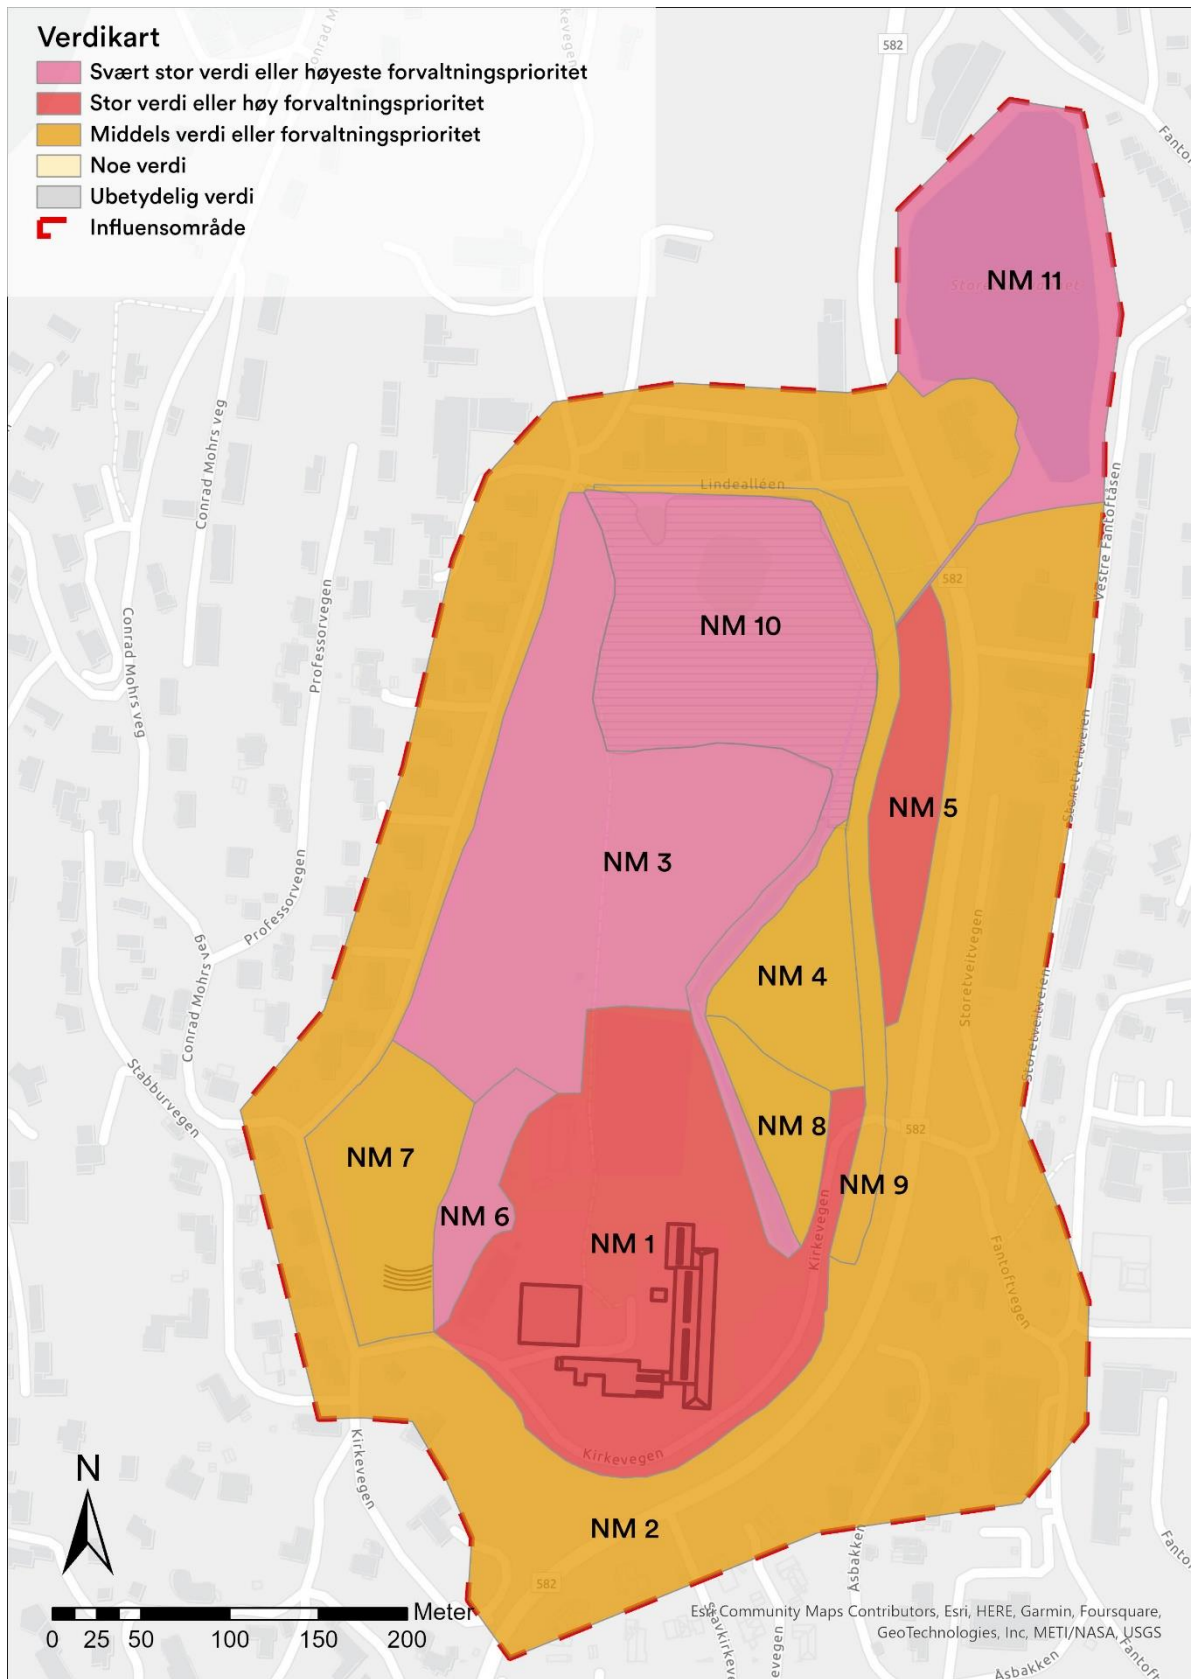 Verdikart
Svært stor verdi eller høyeste forvaltningsprioritet
Stor verdi eller høy forvaltningsprioritet
Middels verdi eller forvaltningsprioritet
Noe verdi
Ubetydelig verdi
Influensområde
582
NM 11
Conrad Mohrs veg
Lindealléen
Vestre Fantoftåsen
582
Professorvegen
Conrad Mohrs veg
NM 10
Storetveitveien
NM 5
NM 3
Professorvegen
Conrad Mohrs veg
NM 4
Storetveitvegen
Storetveitveien
Stabburvegen
NM 8
582
NM 7
NM 9
NM 6
NM 1
Kirkevegen
Fantoftvegen
Kirkevegen
Kirkevegen
N
NM 2
582
Åsbakken
Meter
0 25 50 100 150 200
Esri Community Maps Contributors, Esri, HERE, Garmin, Foursquare,
GeoTechnologies, Inc, METI/NASA, USGS
Åsbakken